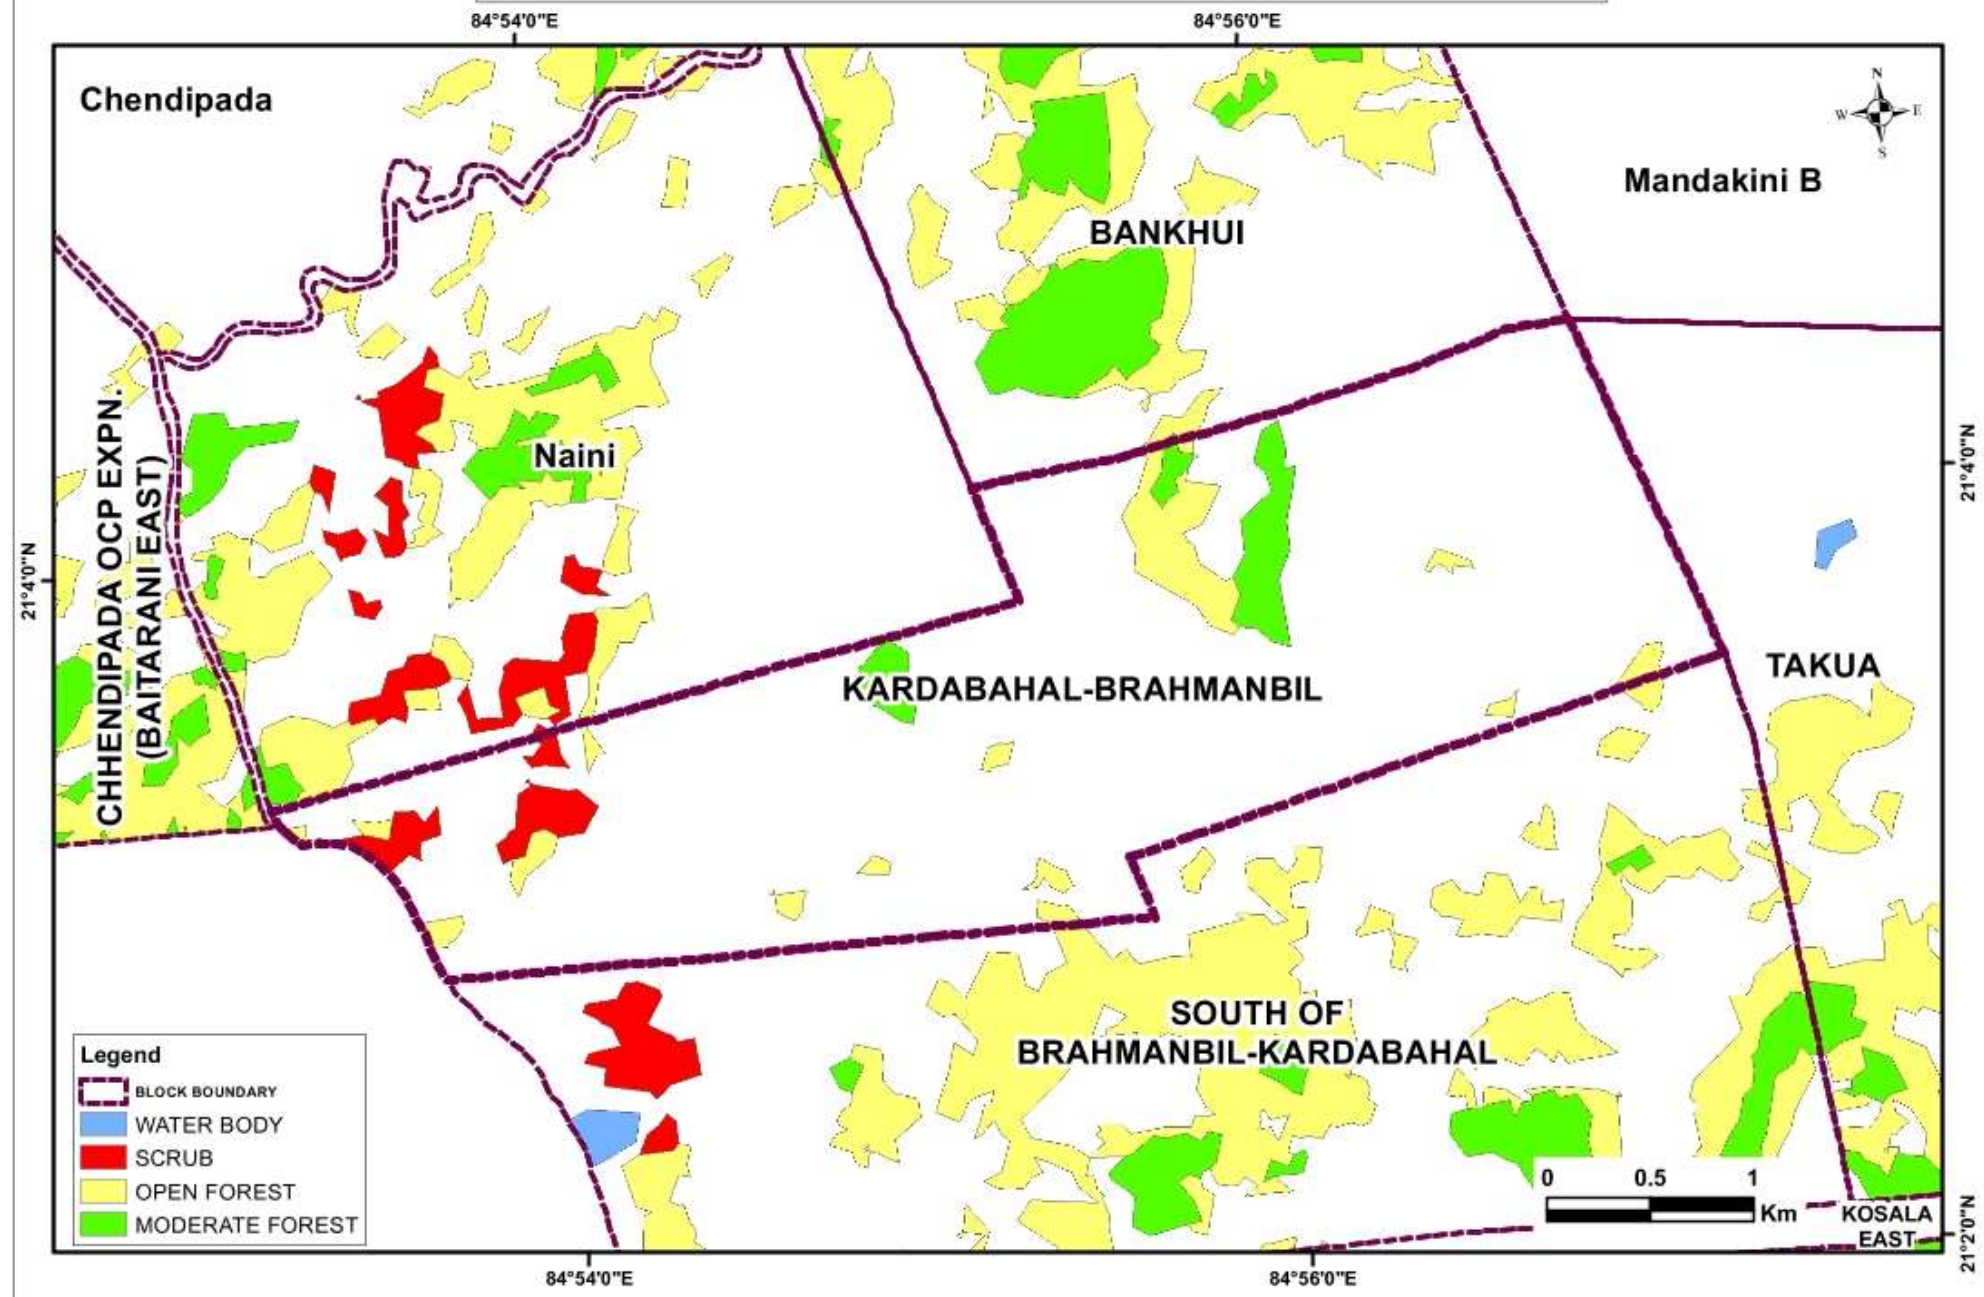 84°54'0"E
84°56'0"E
Chendipada
N
W
E
S
Mandakini B
BANKHUI
CHHENDIPADA OCP EXPN.
(BAITARANI EAST)
Naini
21°4'0"N
21°4'0"N
KARDABAHAL-BRAHMANBIL
TAKUA
SOUTH OF
BRAHMANBIL-KARDABAHAL
Legend
BLOCK BOUNDARY
WATER BODY
SCRUB
OPEN FOREST
MODERATE FOREST
0 0.5 1
Km
KOSALA
EAST
21°2'0"N
84°54'0"E
84°56'0"E